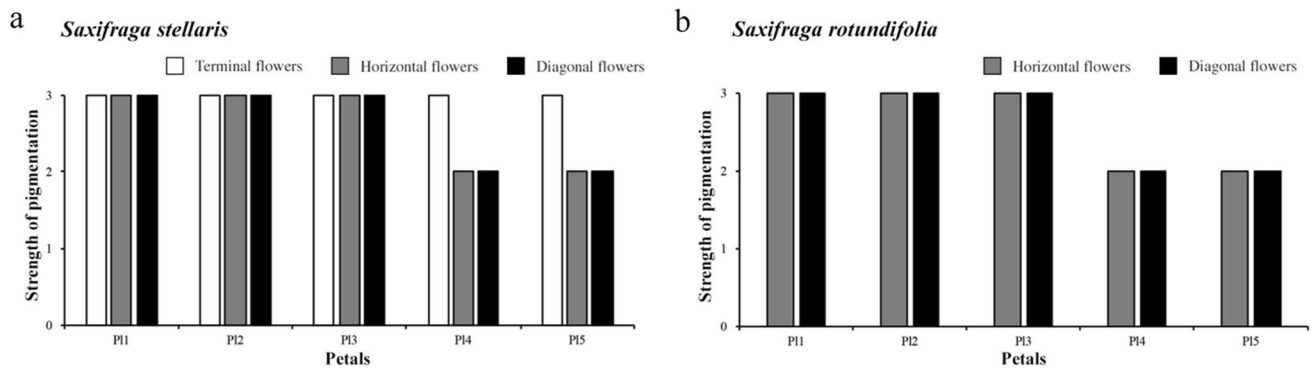 a
Saxifraga stellaris
Terminal flowers Horizontal flowers Diagonal flowers
Strength of pigmentation
3
2
1
0
Pl1 Pl2 Pl3 Pl4 Pl5
Petals
b
Saxifraga rotundifolia
Horizontal flowers Diagonal flowers
Strength of pigmentation
3
2
1
0
Pl1 Pl2 Pl3 Pl4 Pl5
Petals